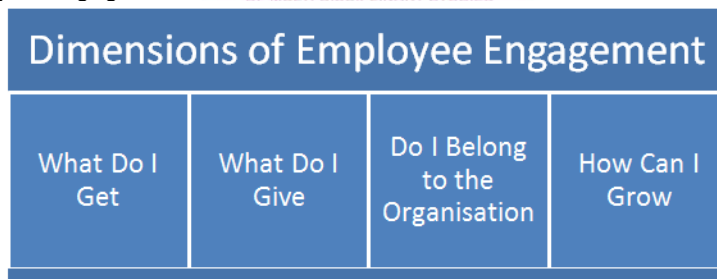 Dimensions of Employee Engagement
What Do I
Get
What Do I
Give
Do I Belong
to the
Organisation
How Can I
Grow